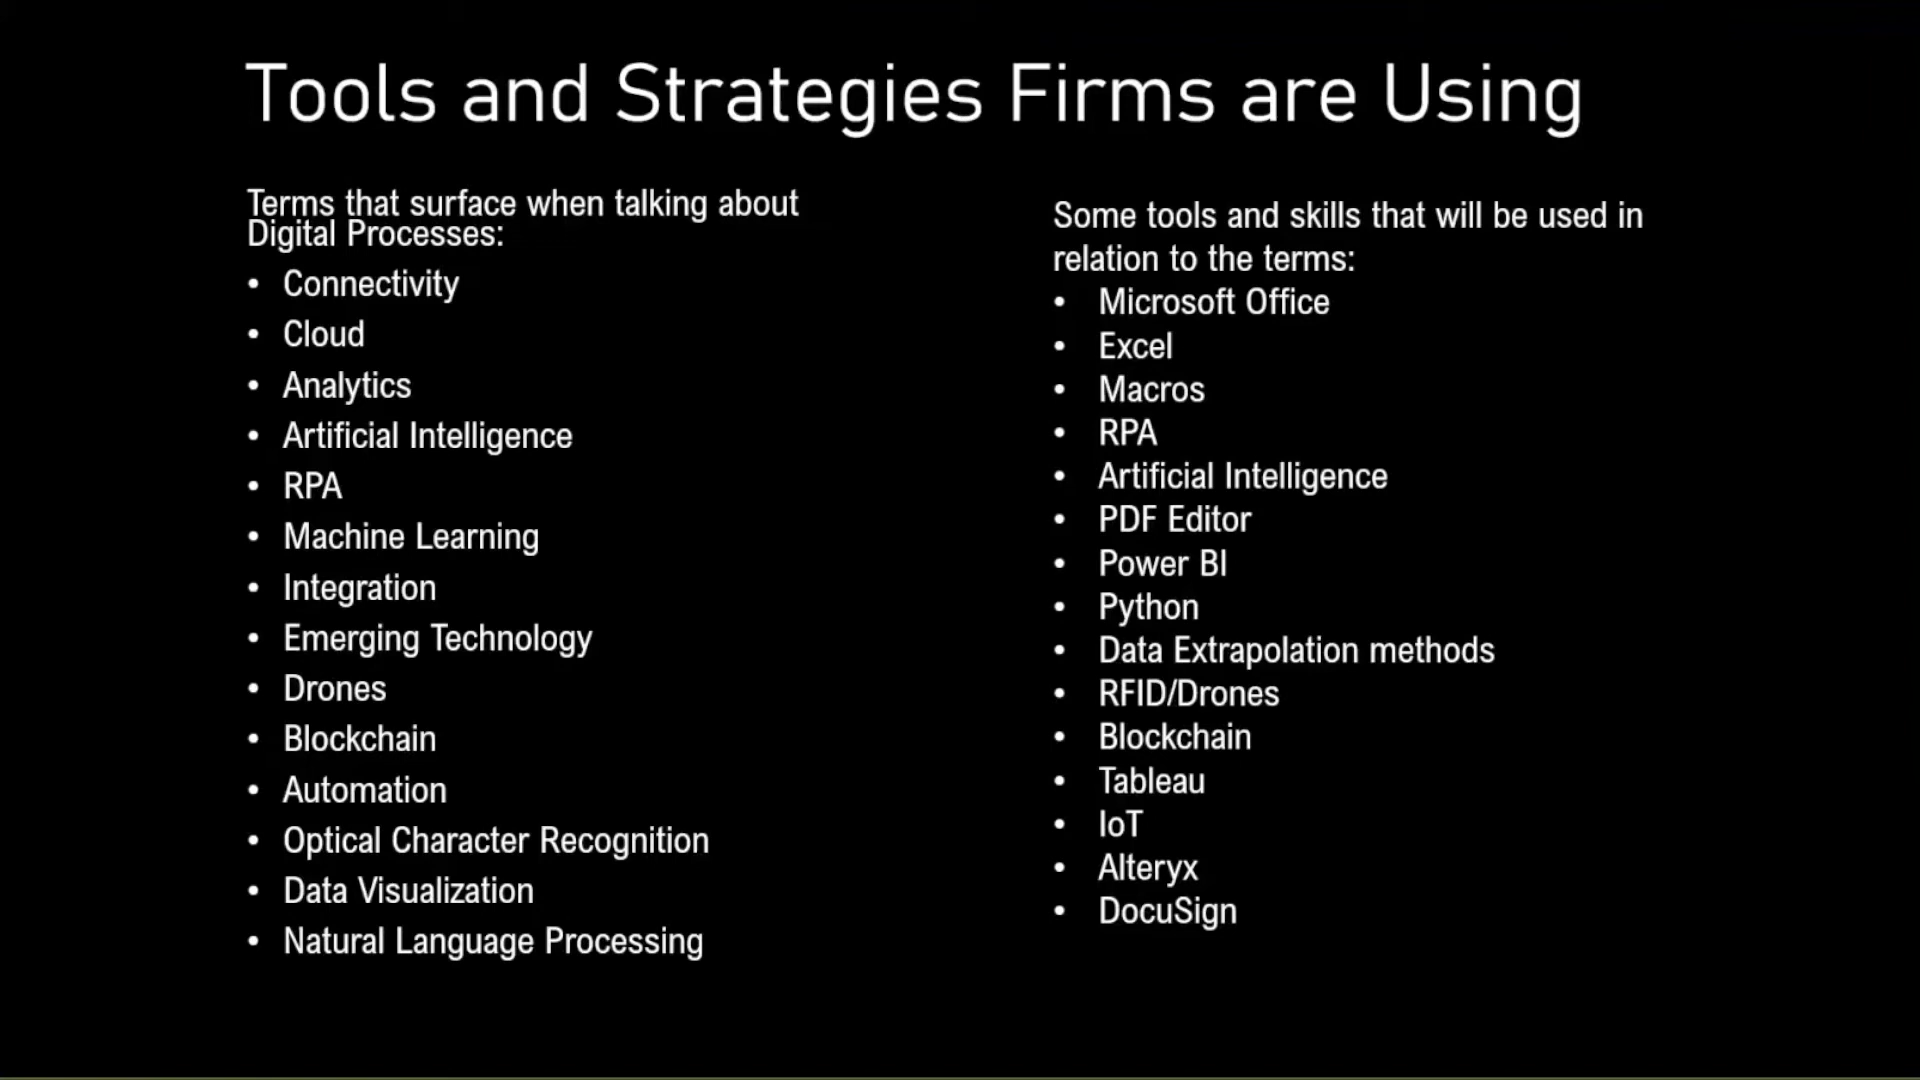 Tools and Strategies Firms are Using
Terms that surface when talking about
Digital Processes:
• Connectivity
• Cloud
• Analytics
• Artificial Intelligence
• RPA
• Machine Learning
• Integration
• Emerging Technology
• Drones
• Blockchain
• Automation
• Optical Character Recognition
• Data Visualization
• Natural Language Processing
Some tools and skills that will be used in
relation to the terms:
• Microsoft Office
• Excel
• Macros
• RPA
• Artificial Intelligence
• PDF Editor
• Power BI
• Python
• Data Extrapolation methods
• RFID/Drones
• Blockchain
• Tableau
• IoT
• Alteryx
• DocuSign